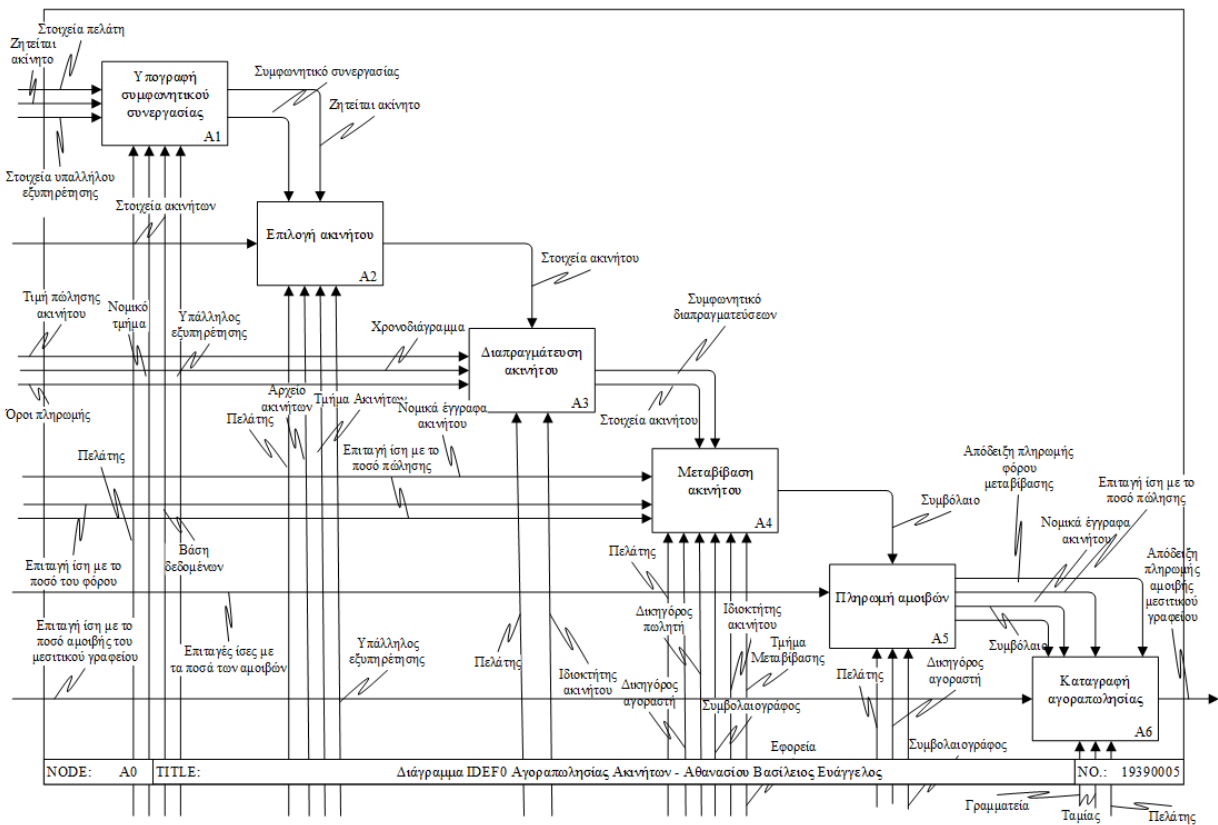 Στοιχεία πελάτη
Ζητείται
ακίνητο
Υπογραφή
συμφωνητικού
συνεργασίας
A1
Συμφωνητικό συνεργασίας
Ζητείται ακίνητο
Στοιχεία υπαλλήλου
εξυπηρέτησης
Στοιχεία ακινήτων
Επιλογή ακινήτου
A2
Στοιχεία ακινήτου
Τιμή πώλησης
ακινήτου
Νομικό
τμήμα
Υπάλληλος
εξυπηρέτησης
Χρονοδιάγραμμα
Συμφωνητικό
διαπραγματεύσεων
Διαπραγμάτευση
ακινήτου
A3
Όροι πληρωμής
Πελάτης
Αρχείο
ακινήτων
Τμήμα Ακινήτων
Νομικά έγγραφα
ακινήτου
Στοιχεία ακινήτου
Πελάτης
Επιταγή ίση με το
ποσό πώλησης
Μεταβίβαση
ακινήτου
A4
Απόδειξη πληρωμής
φόρου
μεταβίβασης
Επιταγή ίση με το
ποσό πώλησης
Συμβόλαιο
Νομικά έγγραφα
ακινήτου
Απόδειξη
πληρωμής
αμοιβής
μεσιτικού
γραφείου
Επιταγή ίση με το
ποσό του φόρου
Βάση
δεδομένων
Πελάτης
Πληρωμή αμοιβών
A5
Δικηγόρος
πωλητή
Ιδιοκτήτης
ακινήτου
Συμβόλαιο
Επιταγή ίση με το
ποσό αμοιβής του
μεσιτικού γραφείου
Επιταγές ίσες με
τα ποσά των αμοιβών
Υπάλληλος
εξυπηρέτησης
Πελάτης
Ιδιοκτήτης
ακινήτου
Δικηγόρος
αγοραστή
Τμήμα
Μεταβίβασης
Πελάτης
Δικηγόρος
αγοραστή
Καταγραφή
αγοραπωλησίας
A6
Συμβολαιογράφος
Εφορεία
Συμβολαιογράφος
NODE: A0 TITLE: Διάγραμμα IDEF0 Αγοραπωλησίας Ακινήτων - Αθανασίου Βασίλειος Ευάγγελος NO.: 19390005
Γραμματεία
Ταμίας
Πελάτης